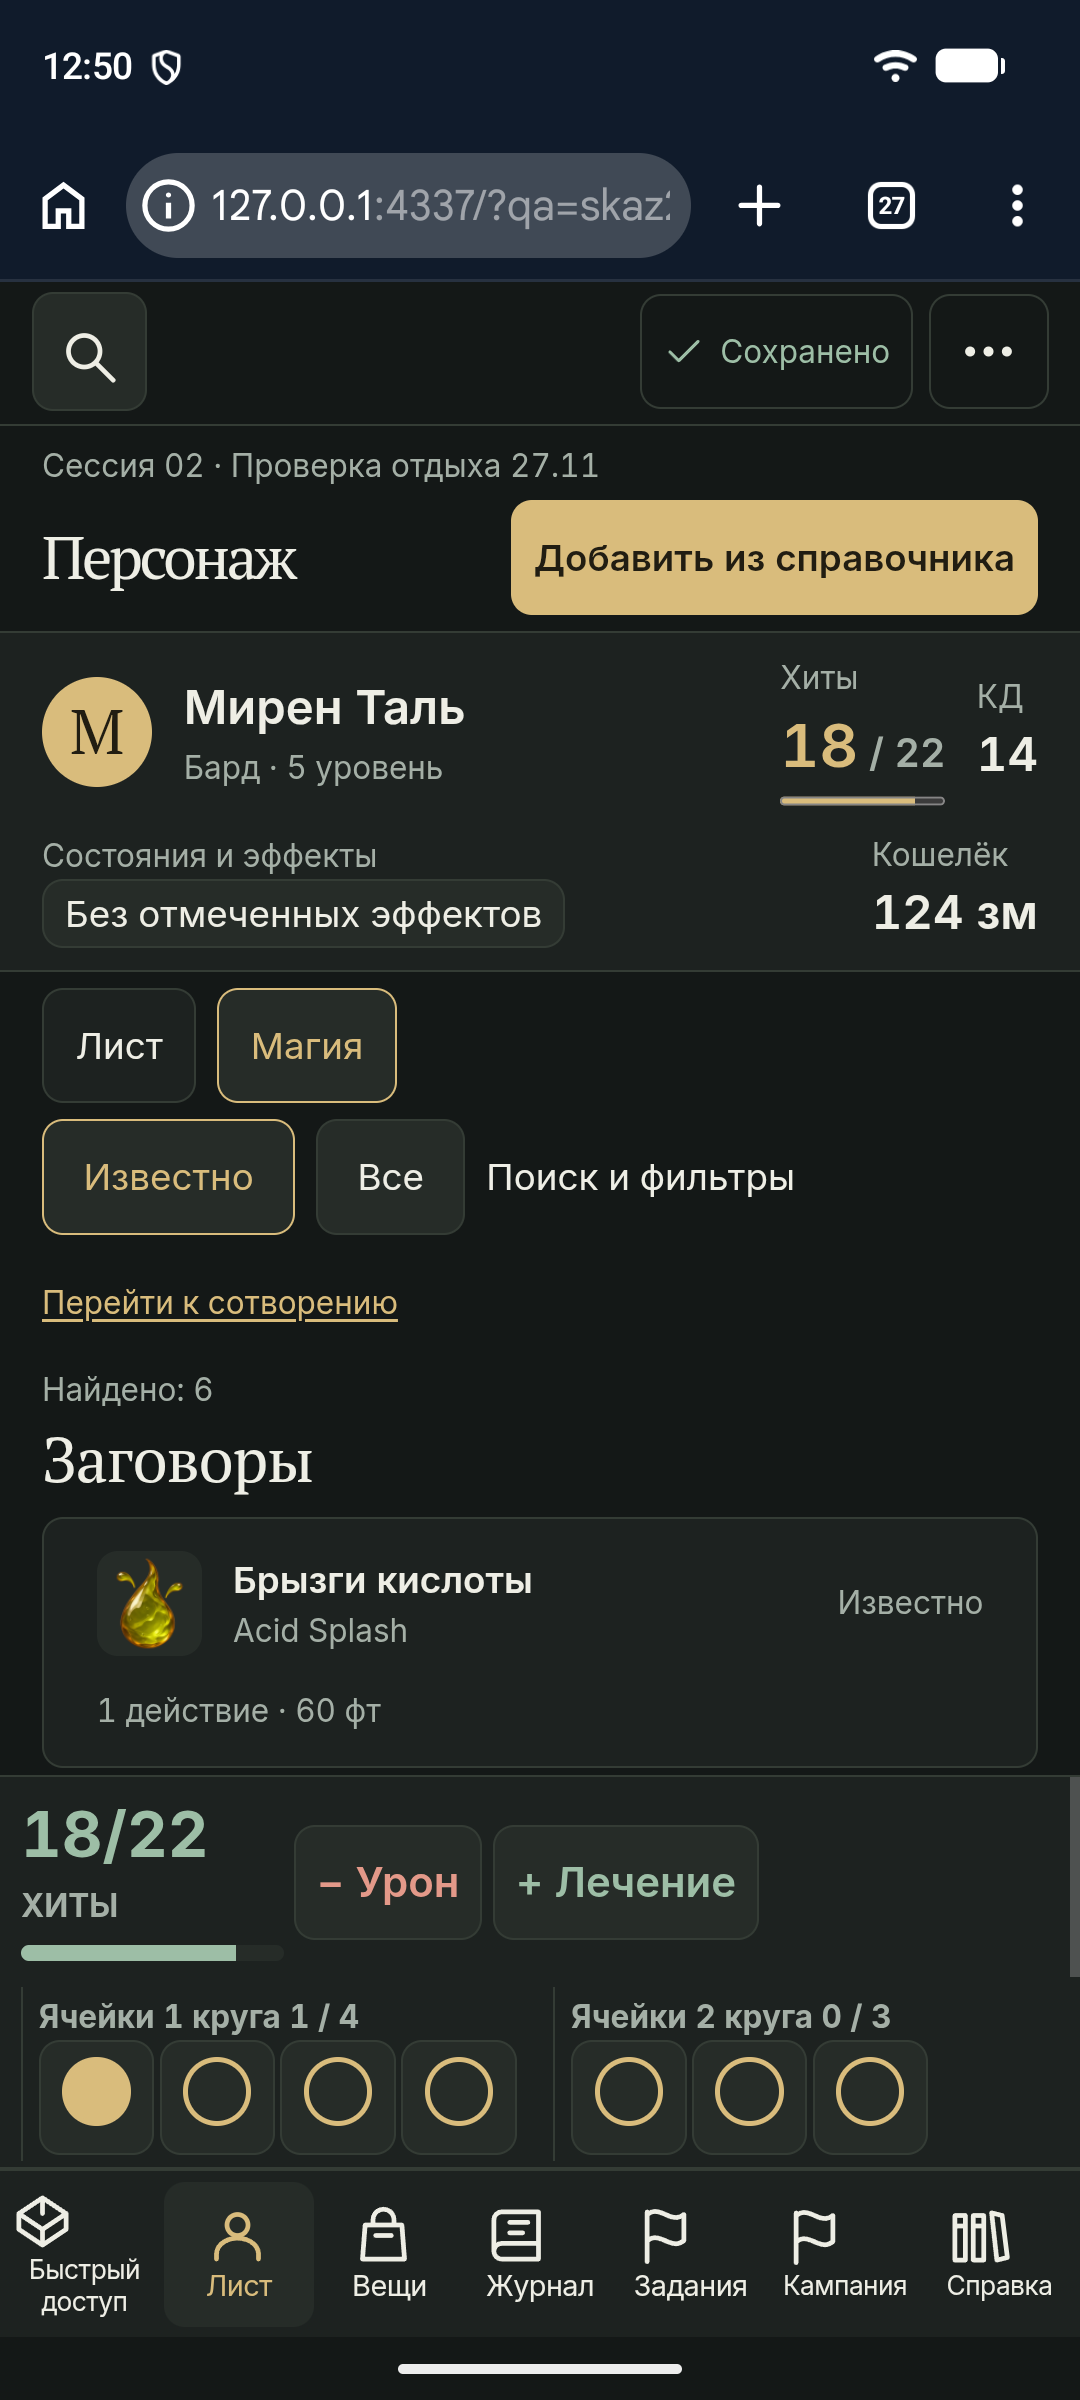 12:50
127.0.0.1:4337/?qa=skaz
27
Сохранено
Сессия 02 · Проверка отдыха 27.11
Персонаж
Добавить из справочника
М
Мирен Таль
Бард · 5 уровень
Хиты
18 / 22
КД
14
Состояния и эффекты
Без отмеченных эффектов
Кошелёк
124 зм
Лист
Магия
Известно
Все
Поиск и фильтры
Перейти к сотворению
Найдено: 6
Заговоры
Брызги кислоты
Acid Splash
Известно
1 действие · 60 фт
18/22
ХИТЫ
− Урон
+ Лечение
Ячейки 1 круга 1 / 4
Ячейки 2 круга 0 / 3
Быстрый
доступ
Лист
Вещи
Журнал
Задания
Кампания
Справка